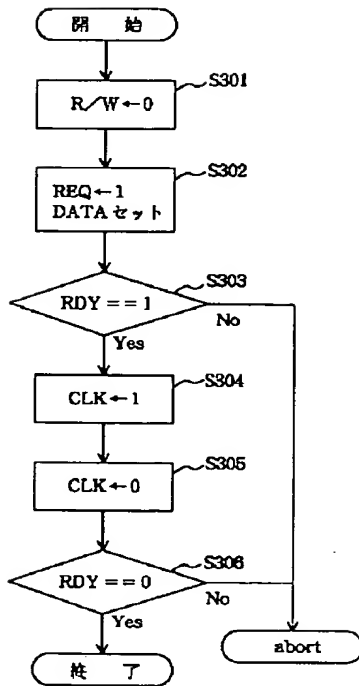 開 始
S301
R/W←0
S302
REQ←1
DATAセット
S303
RDY==1
No
Yes
S304
CLK←1
S305
CLK←0
S306
RDY==0
No
Yes
abort
終 了